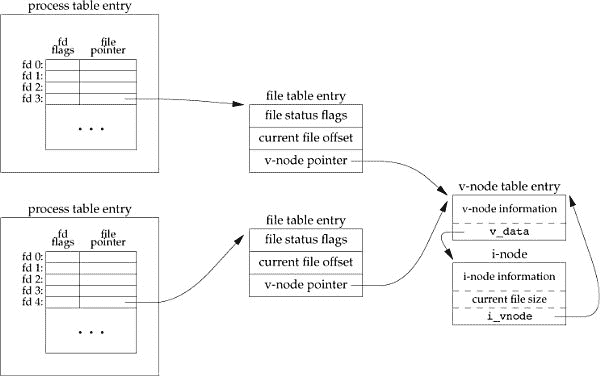 process table entry
fd flags
file pointer
fd 0:
fd 1:
fd 2:
fd 3:
• • •
file table entry
file status flags
current file offset
v-node pointer
process table entry
fd flags
file pointer
fd 0:
fd 1:
fd 2:
fd 3:
fd 4:
• • •
file table entry
file status flags
current file offset
v-node pointer
v-node table entry
v-node information
v_data
i-node
i-node information
current file size
i_vnode